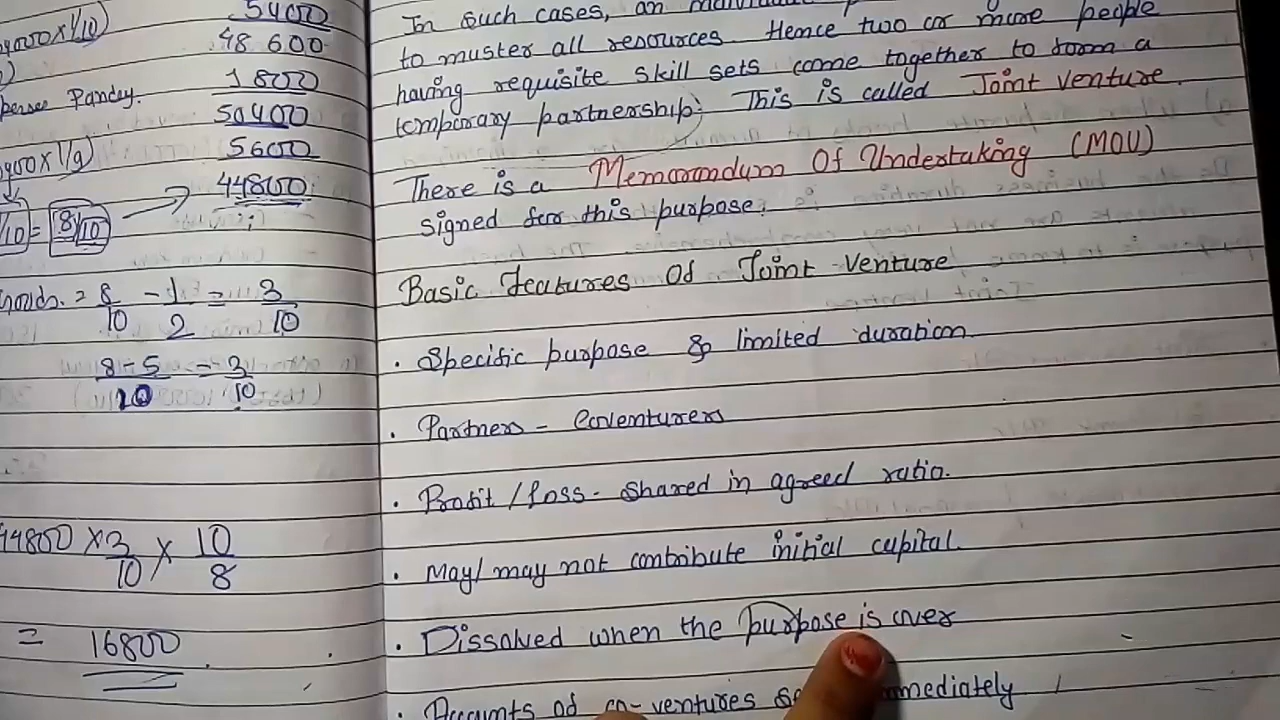 54000
48 600
1800
Pandey.
50400
5600
44800
8/10
8/10 - 1/2 = 3/10
8-5/10 = 3/10
44800 x 3/10 x 10/8
= 16800
In such cases, an
to muster all resources Hence two or more people
having requisite skill sets come together to form a
temporary partnership. This is called Joint Venture.
There is a Memorandum Of Undertaking (MOU)
signed for this purpose.
Basic Features Of Joint Venture
. Specific purpose & limited duration
. Partners - Coventurers
. Profit/Loss - Shared in agreed ratio.
. May/may not contribute initial capital.
. Dissolved when the purpose is over
. Accounts of co-ventures immediately